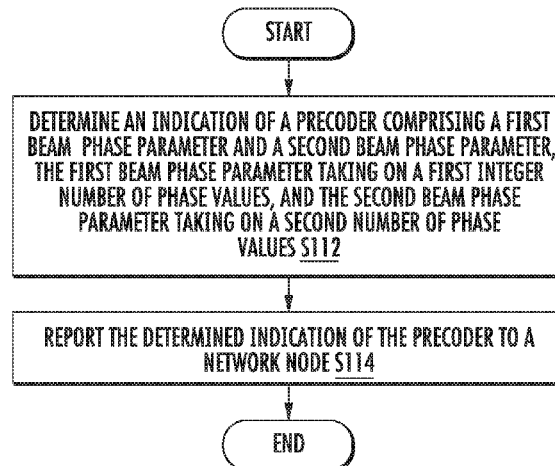 START
DETERMINE AN INDICATION OF A PRECODER COMPRISING A FIRST
BEAM PHASE PARAMETER AND A SECOND BEAM PHASE PARAMETER,
THE FIRST BEAM PHASE PARAMETER TAKING ON A FIRST INTEGER
NUMBER OF PHASE VALUES, AND THE SECOND BEAM PHASE
PARAMETER TAKING ON A SECOND NUMBER OF PHASE
VALUES S112
REPORT THE DETERMINED INDICATION OF THE PRECODER TO A
NETWORK NODE S114
END